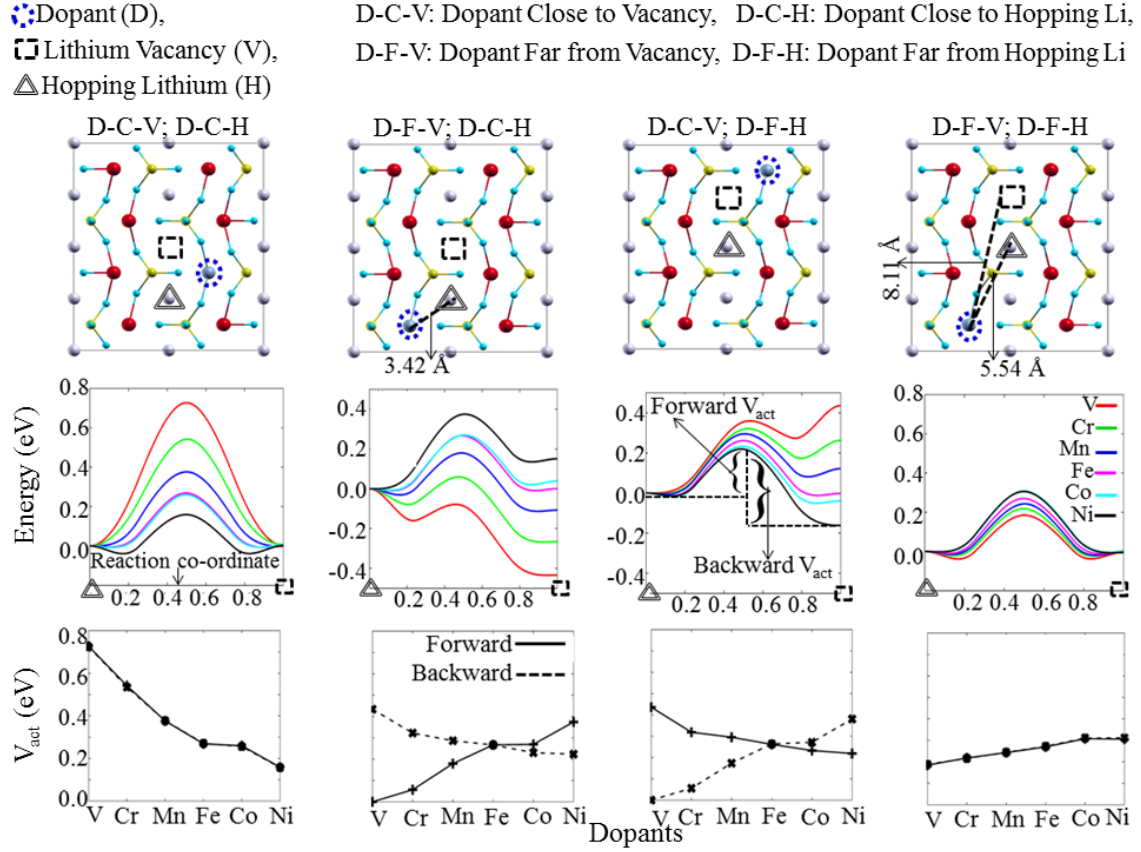 Dopant (D),
D-C-V: Dopant Close to Vacancy, D-C-H: Dopant Close to Hopping Li,
Lithium Vacancy (V),
D-F-V: Dopant Far from Vacancy, D-F-H: Dopant Far from Hopping Li
Hopping Lithium (H)
D-C-V; D-C-H
D-F-V; D-C-H
D-C-V; D-F-H
D-F-V; D-F-H
8.11 Å
3.42 Å
5.54 Å
Energy (eV)
0.8
0.6
0.4
0.2
0.0
Reaction co-ordinate
0.2 0.4 0.6 0.8
0.4
0.2
0.0
-0.2
-0.4
0.2 0.4 0.6 0.8
0.4
0.2
0.0
-0.2
-0.4
Forward Vact
Backward Vact
0.2 0.4 0.6 0.8
0.8
0.6
0.4
0.2
0.0
V
Cr
Mn
Fe
Co
Ni
0.2 0.4 0.6 0.8
Vact (eV)
0.8
0.6
0.4
0.2
0.0
V Cr Mn Fe Co Ni
Forward
Backward
V Cr Mn Fe Co Ni
V Cr Mn Fe Co Ni
V Cr Mn Fe Co Ni
Dopants